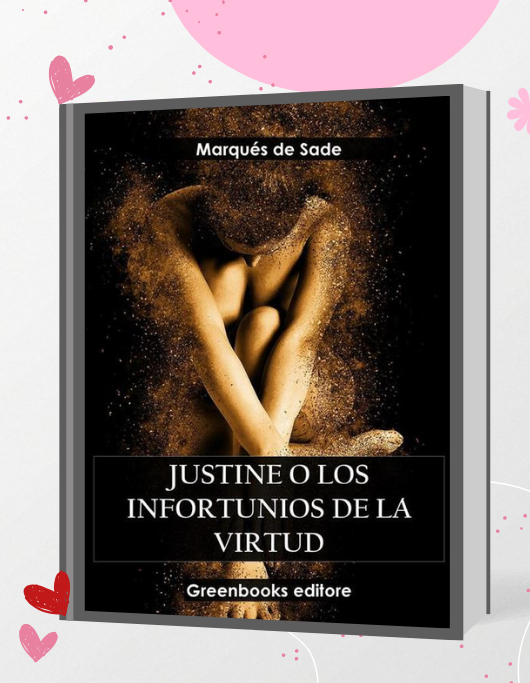 Marqués de Sade
JUSTINE O LOS
INFORTUNIOS DE LA
VIRTUD
Greenbooks editore